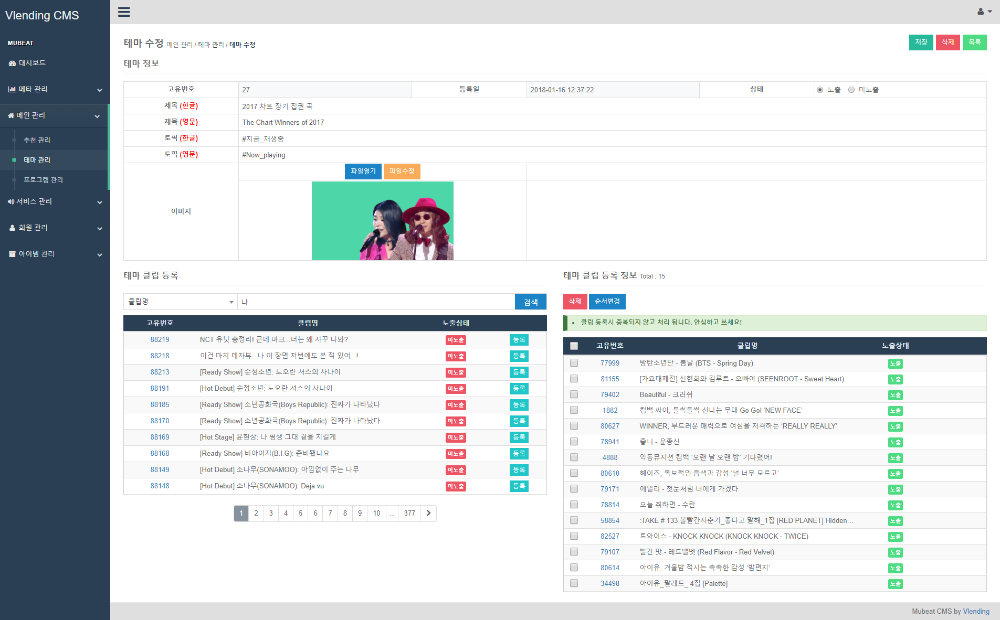 Vlending CMS
MUBEAT
대시보드
메타 관리
메인 관리
추천 관리
테마 관리
프로그램 관리
서비스 관리
회원 관리
아이템 관리
테마 수정 메인 관리 / 테마 관리 / 테마 수정
저장 삭제 목록
테마 정보
고유번호 27 등록일 2018-01-16 12:37:22 상태 노출 미노출
제목 (한글) 2017 차트 장기 집권 곡
제목 (영문) The Chart Winners of 2017
토픽 (한글) #지금_재생중
토픽 (영문) #Now_playing
파일열기 파일수정
이미지
테마 클립 등록
클립명 나 검색
고유번호 클립명 노출상태
88219 NCT 유닛 총정리! 근데 마크...너는 왜 자꾸 나와? 미노출 등록
88218 이건 마치 데자뷰...나 이 장면 저번에도 본 적 있어...! 미노출 등록
88213 [Ready Show] 순정소년: 노오란 셔스의 사나이 미노출 등록
88191 [Hot Debut] 순정소년: 노오란 셔스의 사나이 미노출 등록
88185 [Ready Show] 소년공화국(Boys Republic): 진짜가 나타났다 미노출 등록
88170 [Ready Show] 소년공화국(Boys Republic): 진짜가 나타났다 미노출 등록
88169 [Hot Stage] 윤현상: 나 평생 그대 곁을 지킬게 미노출 등록
88168 [Ready Show] 비아이지(B.I.G): 준비됐나요 미노출 등록
88149 [Hot Debut] 소나무(SONAMOO): 아낌없이 주는 나무 미노출 등록
88148 [Hot Debut] 소나무(SONAMOO): Deja vu 미노출 등록
1 2 3 4 5 6 7 8 9 10 ... 377
테마 클립 등록 정보 Total : 15
삭제 순서변경
• 클립 등록시 중복되지 않고 처리 됩니다. 안심하고 쓰세요!
고유번호 클립명 노출상태
77999 방탄소년단 - 봄날 (BTS - Spring Day) 노출
81155 [가요대제전] 신현희와 김루트 - 오빠야 (SEENROOT - Sweet Heart) 노출
79402 Beautiful - 크러쉬 노출
1882 컴백 싸이, 들썩들썩 신나는 무대 Go Go! ‘NEW FACE’ 노출
80627 WINNER, 부드러운 매력으로 여심을 저격하는 ‘REALLY REALLY’ 노출
78941 좋니 - 윤종신 노출
4888 악동뮤지션 컴백 ‘오랜 날 오랜 밤’ 기다렸어! 노출
80610 헤이즈, 독보적인 음색과 감성 ‘널 너무 모르고’ 노출
79171 에일리 - 첫눈처럼 너에게 가겠다 노출
78814 오늘 취하면 - 수란 노출
58854 :TAKE # 133 볼빨간사춘기_좋다고 말해_1집 [RED PLANET] Hidden... 노출
82527 트와이스 - KNOCK KNOCK (KNOCK KNOCK - TWICE) 노출
79107 빨간 맛 - 레드벨벳 (Red Flavor - Red Velvet) 노출
80614 아이유, 겨울밤 적시는 촉촉한 감성 ‘밤편지’ 노출
34498 아이유_팔레트_ 4집 [Palette] 노출
Mubeat CMS by Vlending